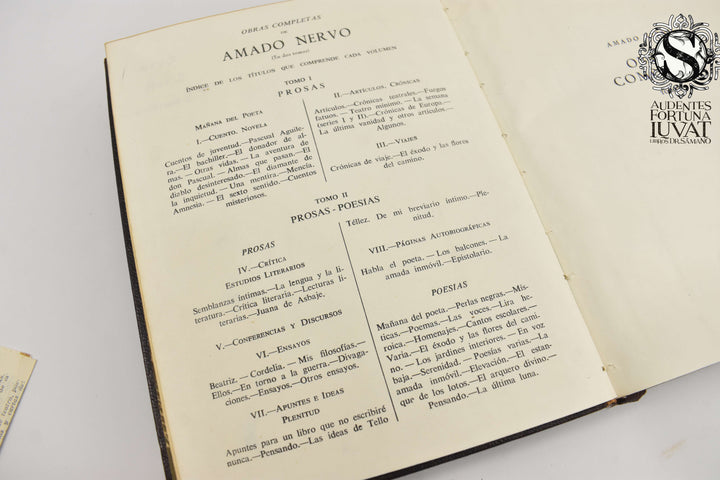 OBRAS COMPLETAS
DE
AMADO NERVO
(En dos tomos)
ÍNDICE DE LOS TÍTULOS QUE COMPRENDE CADA VOLUMEN
TOMO I
PROSAS
MAÑANA DEL POETA
I.—CUENTO. NOVELA
Cuentos de juventud.—Pascual Aguile-
ra.—El bachiller.—El donador de al-
mas.—Otras vidas.—La aventura de
don Pascual.—Almas que pasan.—El
diablo desinteresado.—El diamante de
la inquietud.—Una mentira.—Mencía.
Amnesia.—El sexto sentido.—Cuentos
misteriosos.
II.—ARTÍCULOS. CRÓNICAS
Artículos.—Crónicas teatrales.—Fuegos
fatuos.—Teatro mínimo.—La semana
(series I y II).—Crónicas de Europa.—
La última vanidad y otros artículos.—
Algunos.
III.—VIAJES
Crónicas de viaje.—El éxodo y las flores
del camino.
TOMO II
PROSAS-POESIAS
PROSAS
IV.—CRÍTICA
ESTUDIOS LITERARIOS
Semblanzas íntimas.—La lengua y la li-
teratura.—Crítica literaria.—Lecturas li-
terarias.—Juana de Asbaje.
V.—CONFERENCIAS Y DISCURSOS
VI.—ENSAYOS
Beatriz.—Cordelia.—Mis filosofías.—
Ellos.—En torno a la guerra.—Divaga-
ciones.—Ensayos.—Otros ensayos.
VII.—APUNTES E IDEAS
PLENITUD
Apuntes para un libro que no escribiré
nunca.—Pensando.—Las ideas de Tello
Téllez. De mi breviario íntimo.—Ple-
nitud.
VIII.—PÁGINAS AUTOBIOGRÁFICAS
Habla el poeta.—Los balcones.—La
amada inmóvil.—Epistolario.
POESÍAS
Mañana del poeta.—Perlas negras.—Mís-
ticas.—Poemas.—Las voces.—Lira he-
roica.—Homenajes.—Cantos escolares.—
Varia.—El éxodo y las flores del cami-
no.—Los jardines interiores.—En voz
baja.—Serenidad.—Poesías varias.—La
amada inmóvil.—Elevación.—El estan-
que de los lotos.—El arquero divino.—
Pensando.—La última luna.
AMADO
O
COM
S
AUDENTES
FORTUNA
IUVAT
LIBROS DR. SÁMANO